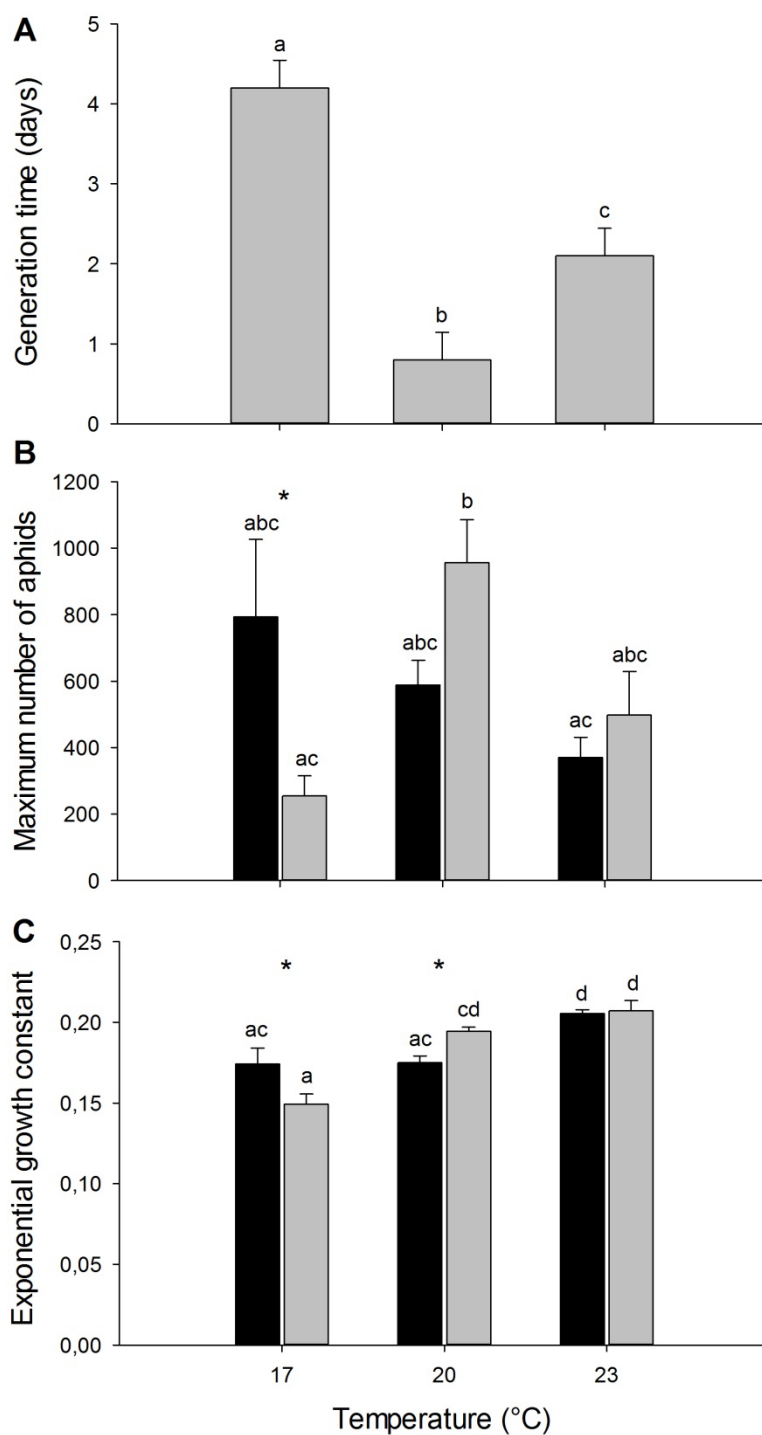 A
Generation time (days)
5
4
3
2
1
0
a
b
c
B
Maximum number of aphids
1200
1000
800
600
400
200
0
*
abc
ac
abc
b
ac
abc
C
Exponential growth constant
0,25
0,20
0,15
0,10
0,05
0,00
* *
ac
a
ac
cd
d
d
17 20 23
Temperature (°C)